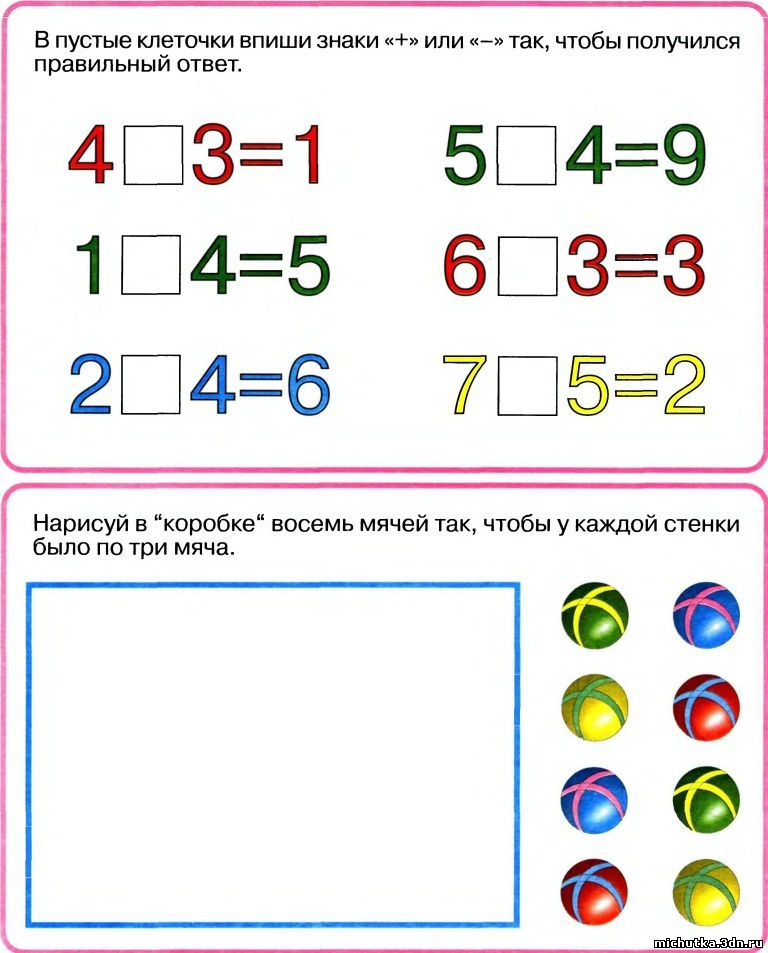 В пустые клеточки впиши знаки «+» или «–» так, чтобы получился
правильный ответ.
4 □ 3=1 5 □ 4=9
1 □ 4=5 6 □ 3=3
2 □ 4=6 7 □ 5=2
Нарисуй в “коробке“ восемь мячей так, чтобы у каждой стенки
было по три мяча.
michutka.3dn.ru